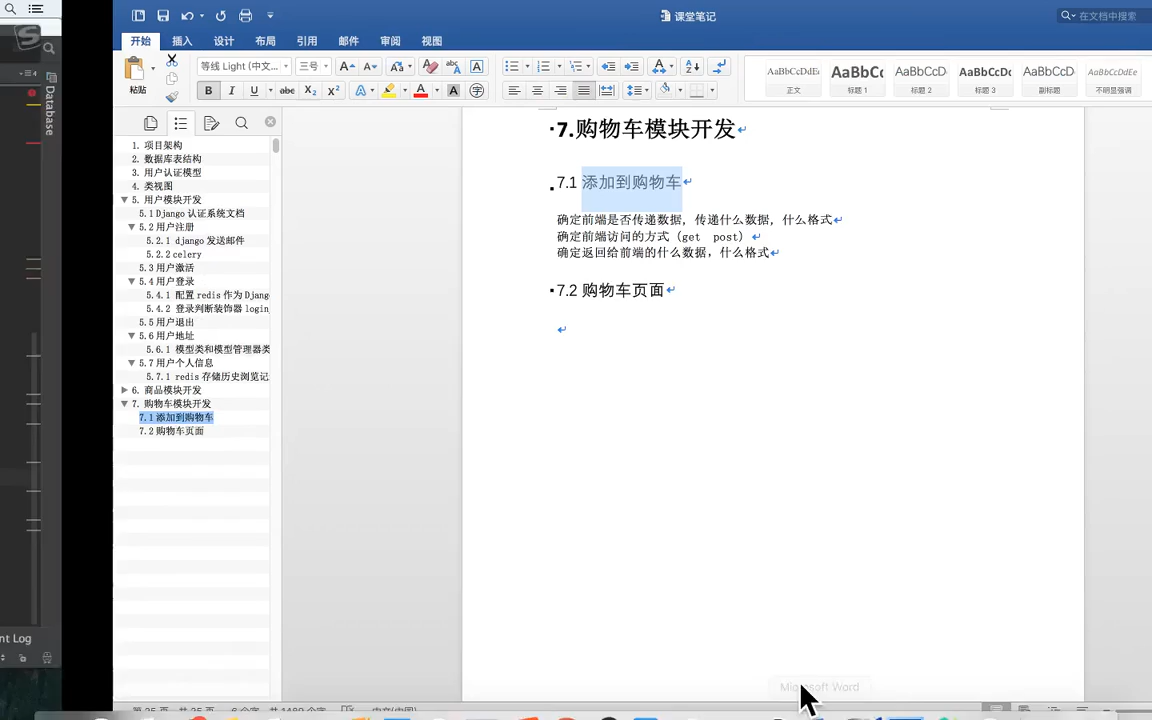 课堂笔记
在文档中搜索
开始 插入 设计 布局 引用 邮件 审阅 视图
粘贴
等线 Light (中文... 三号
AaBbCcDdEe 正文
AaBbCc 标题 1
AaBbCcD 标题 2
AaBbCcDc 标题 3
AaBbCcD 副标题
AaBbCcDdEe 不明显强调
Database
1. 项目架构
2. 数据库表结构
3. 用户认证模型
4. 类视图
5. 用户模块开发
5.1 Django 认证系统文档
5.2 用户注册
5.2.1 django 发送邮件
5.2.2 celery
5.3 用户激活
5.4 用户登录
5.4.1 配置 redis 作为 Djang
5.4.2 登录判断装饰器 login
5.5 用户退出
5.6 用户地址
5.6.1 模型类和模型管理器类
5.7 用户个人信息
5.7.1 redis 存储历史浏览记
6. 商品模块开发
7. 购物车模块开发
7.1 添加到购物车
7.2 购物车页面
7.购物车模块开发
7.1 添加到购物车
确定前端是否传递数据，传递什么数据，什么格式
确定前端访问的方式（get post）
确定返回给前端的什么数据，什么格式
7.2 购物车页面
nt Log
Microsoft Word